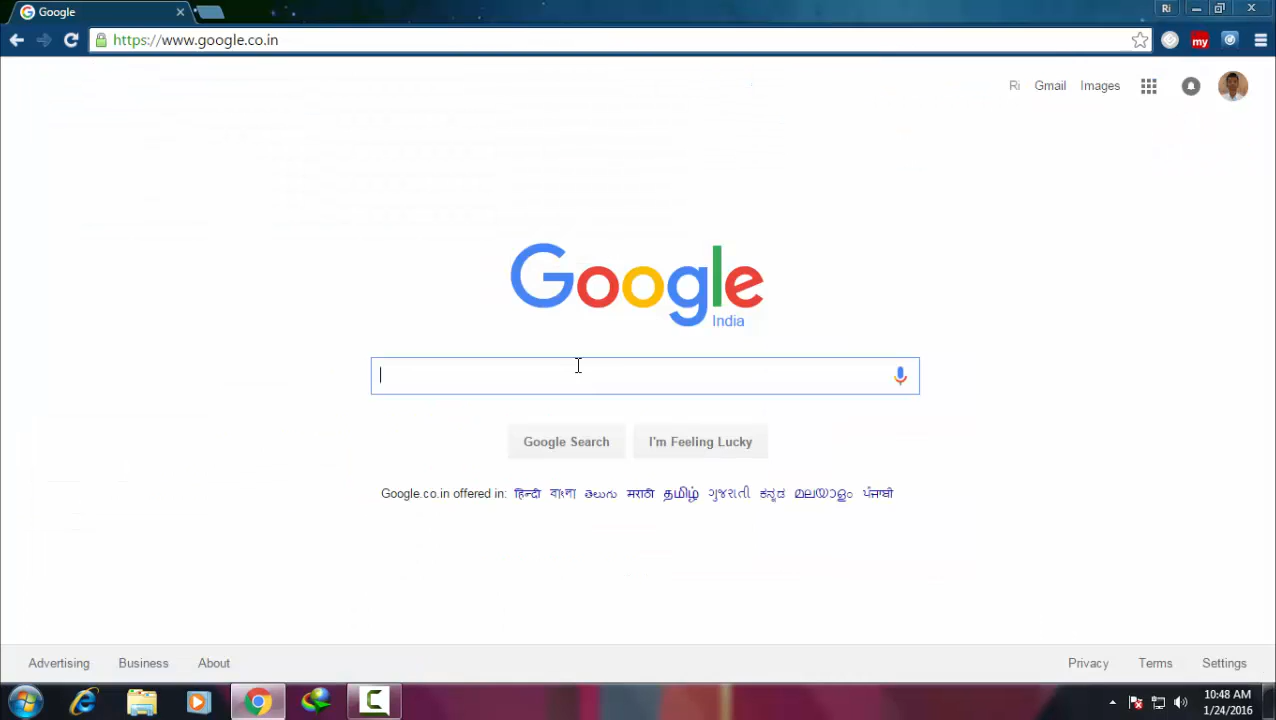 Google
Ri
https://www.google.co.in
my
Ri Gmail Images
Google
India
Google Search I'm Feeling Lucky
Google.co.in offered in: हिन्दी বাংলা తెలుగు मराठी தமிழ் ગુજરાતી ಕನ್ನಡ മലയാളം ਪੰਜਾਬੀ
Advertising Business About Privacy Terms Settings
10:48 AM
1/24/2016